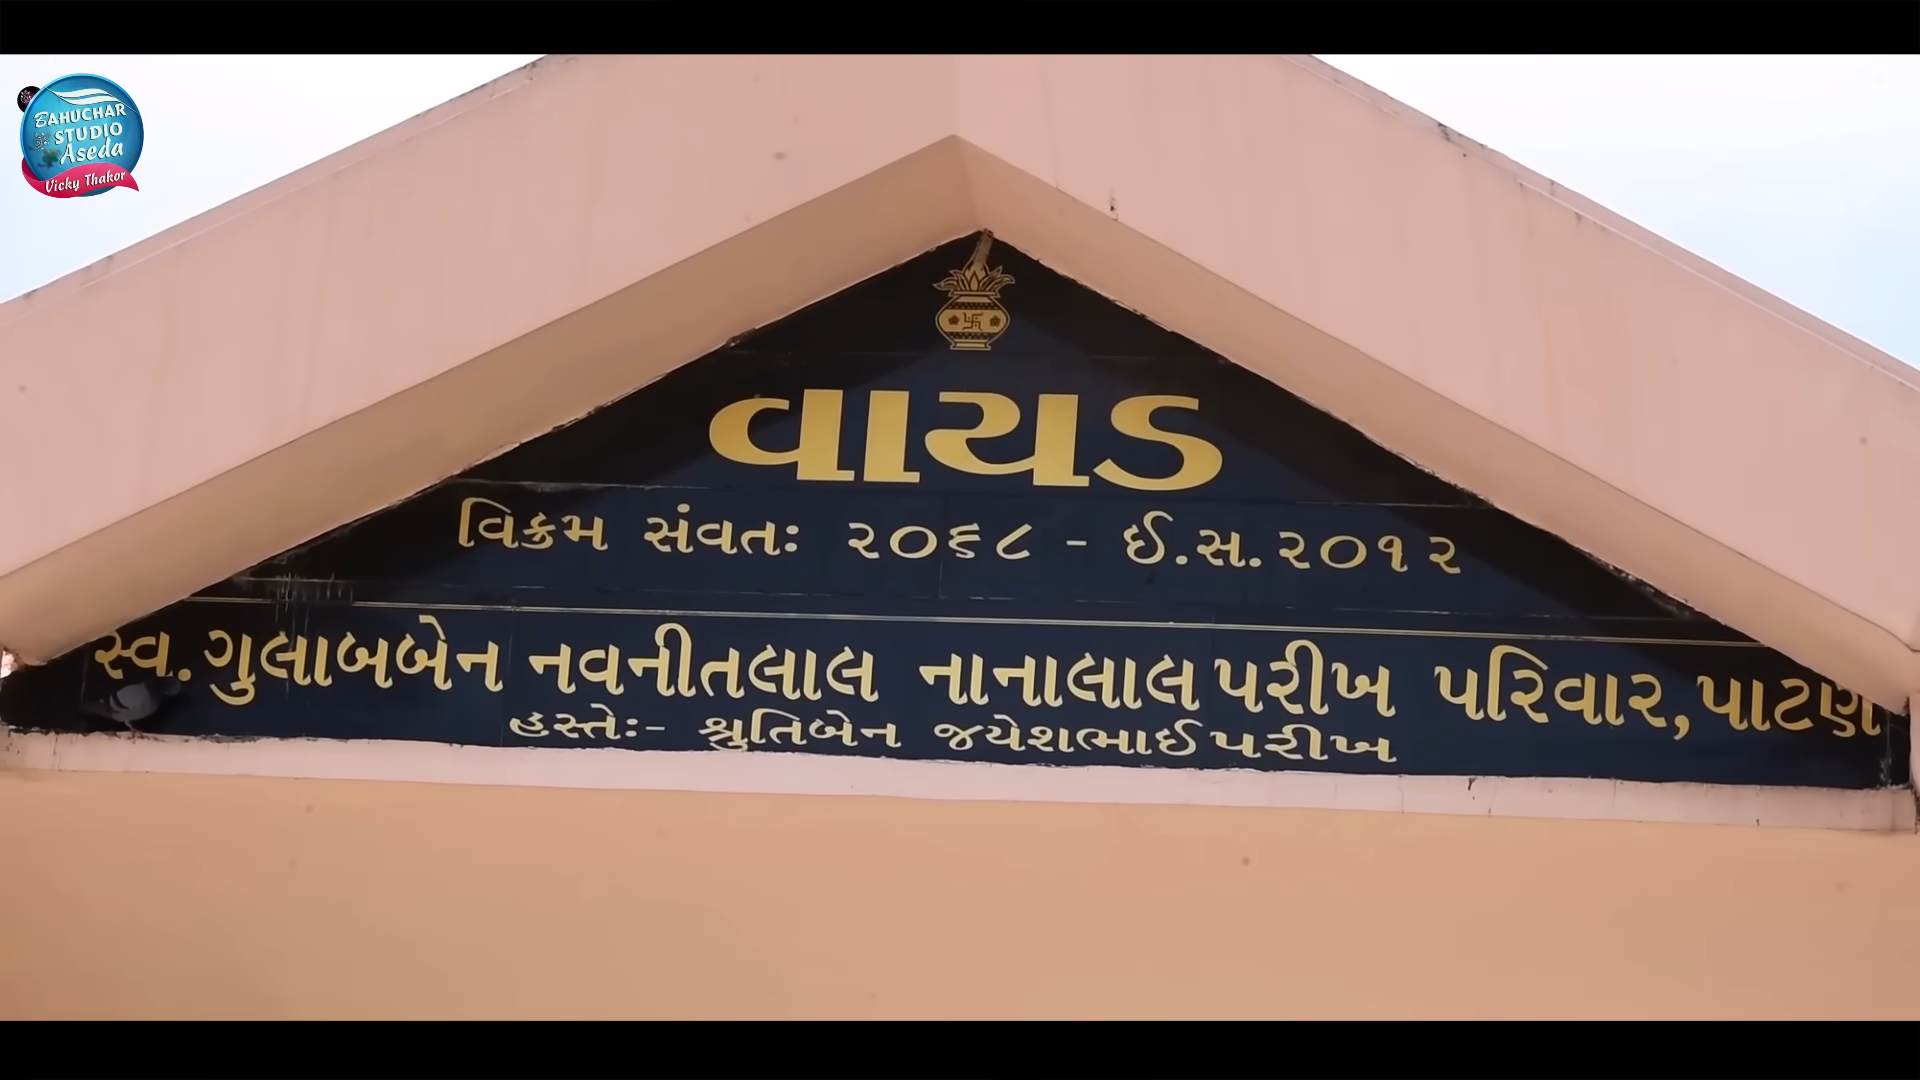 BAHUCHAR
STUDIO
Aseda
Vicky Thakor
વાયડ
વિક્રમ સંવતઃ ૨૦૬૮ - ઈ.સ.૨૦૧૨
સ્વ. ગુલાબબેન નવનીતલાલ નાનાલાલ પરીખ પરિવાર, પાટણ
હસ્તેઃ- શ્રુતિબેન જયેશભાઈ પરીખ